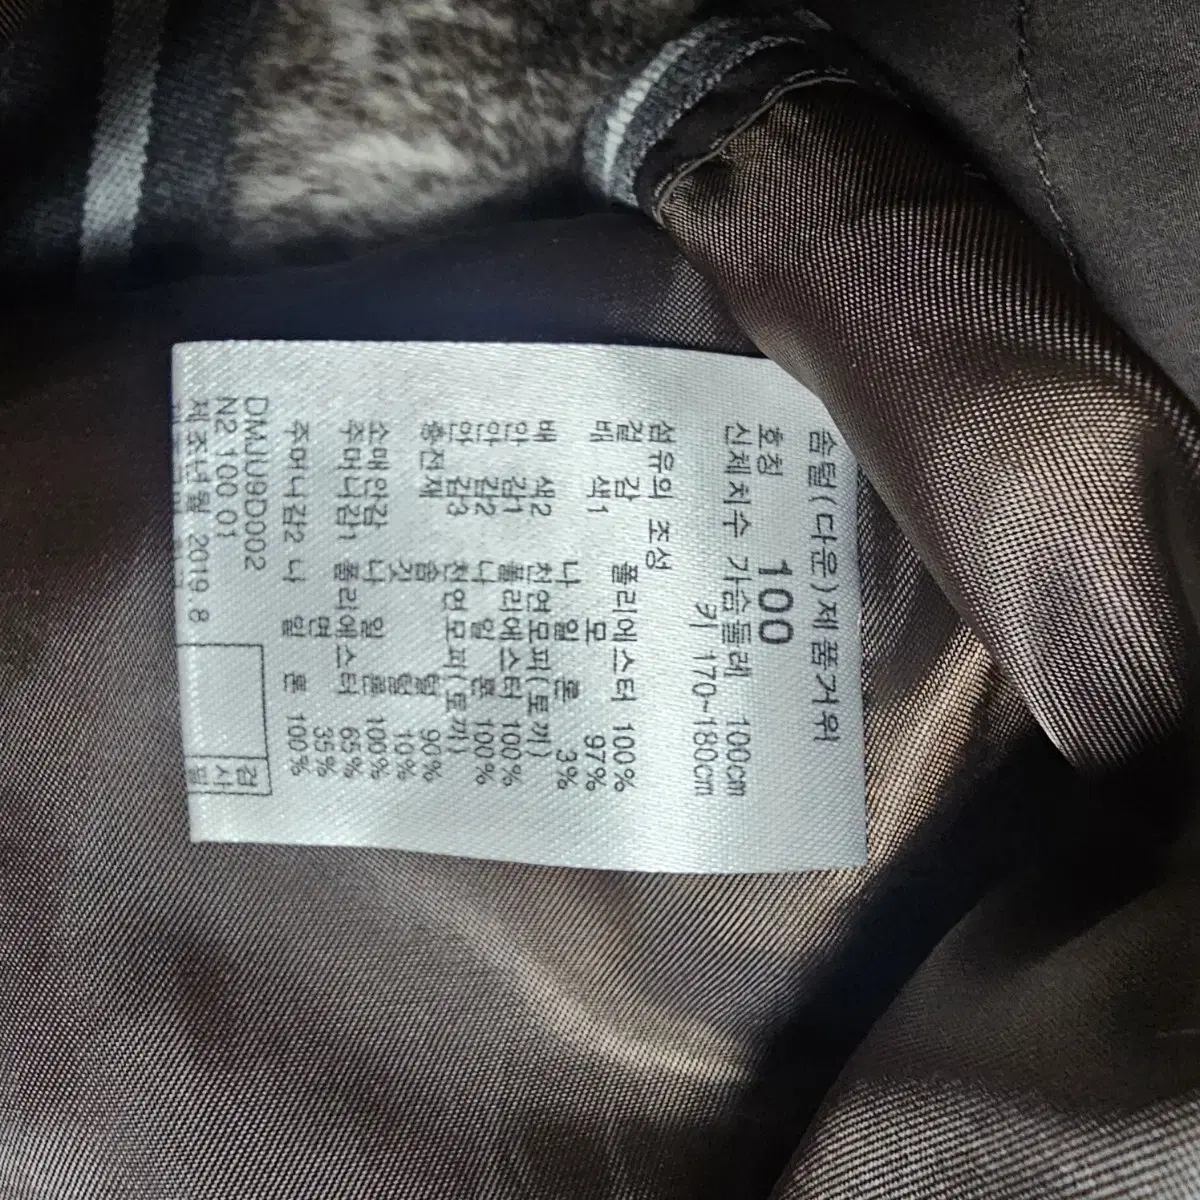 솜털(다운)제품거위
호칭 100
신체치수 가슴둘레 100cm
키 170~180cm
섬유의 조성
겉 감 폴리에스터 100%
배 색1 모 97%
나 일 론 3%
배 색2 천연모피(토끼)
안 감1 폴리에스터 100%
안 감2 나 일 론 100%
안 감3 천연모피(토끼)
충전재 솜 털 90%
깃 털 10%
소매안감 나 일 론 100%
주머니감1 폴리에스터 65%
면 35%
주머니감2 나 일 론 100%
DMJU9D002
N2 100 01
제조년월 2019.8
검사